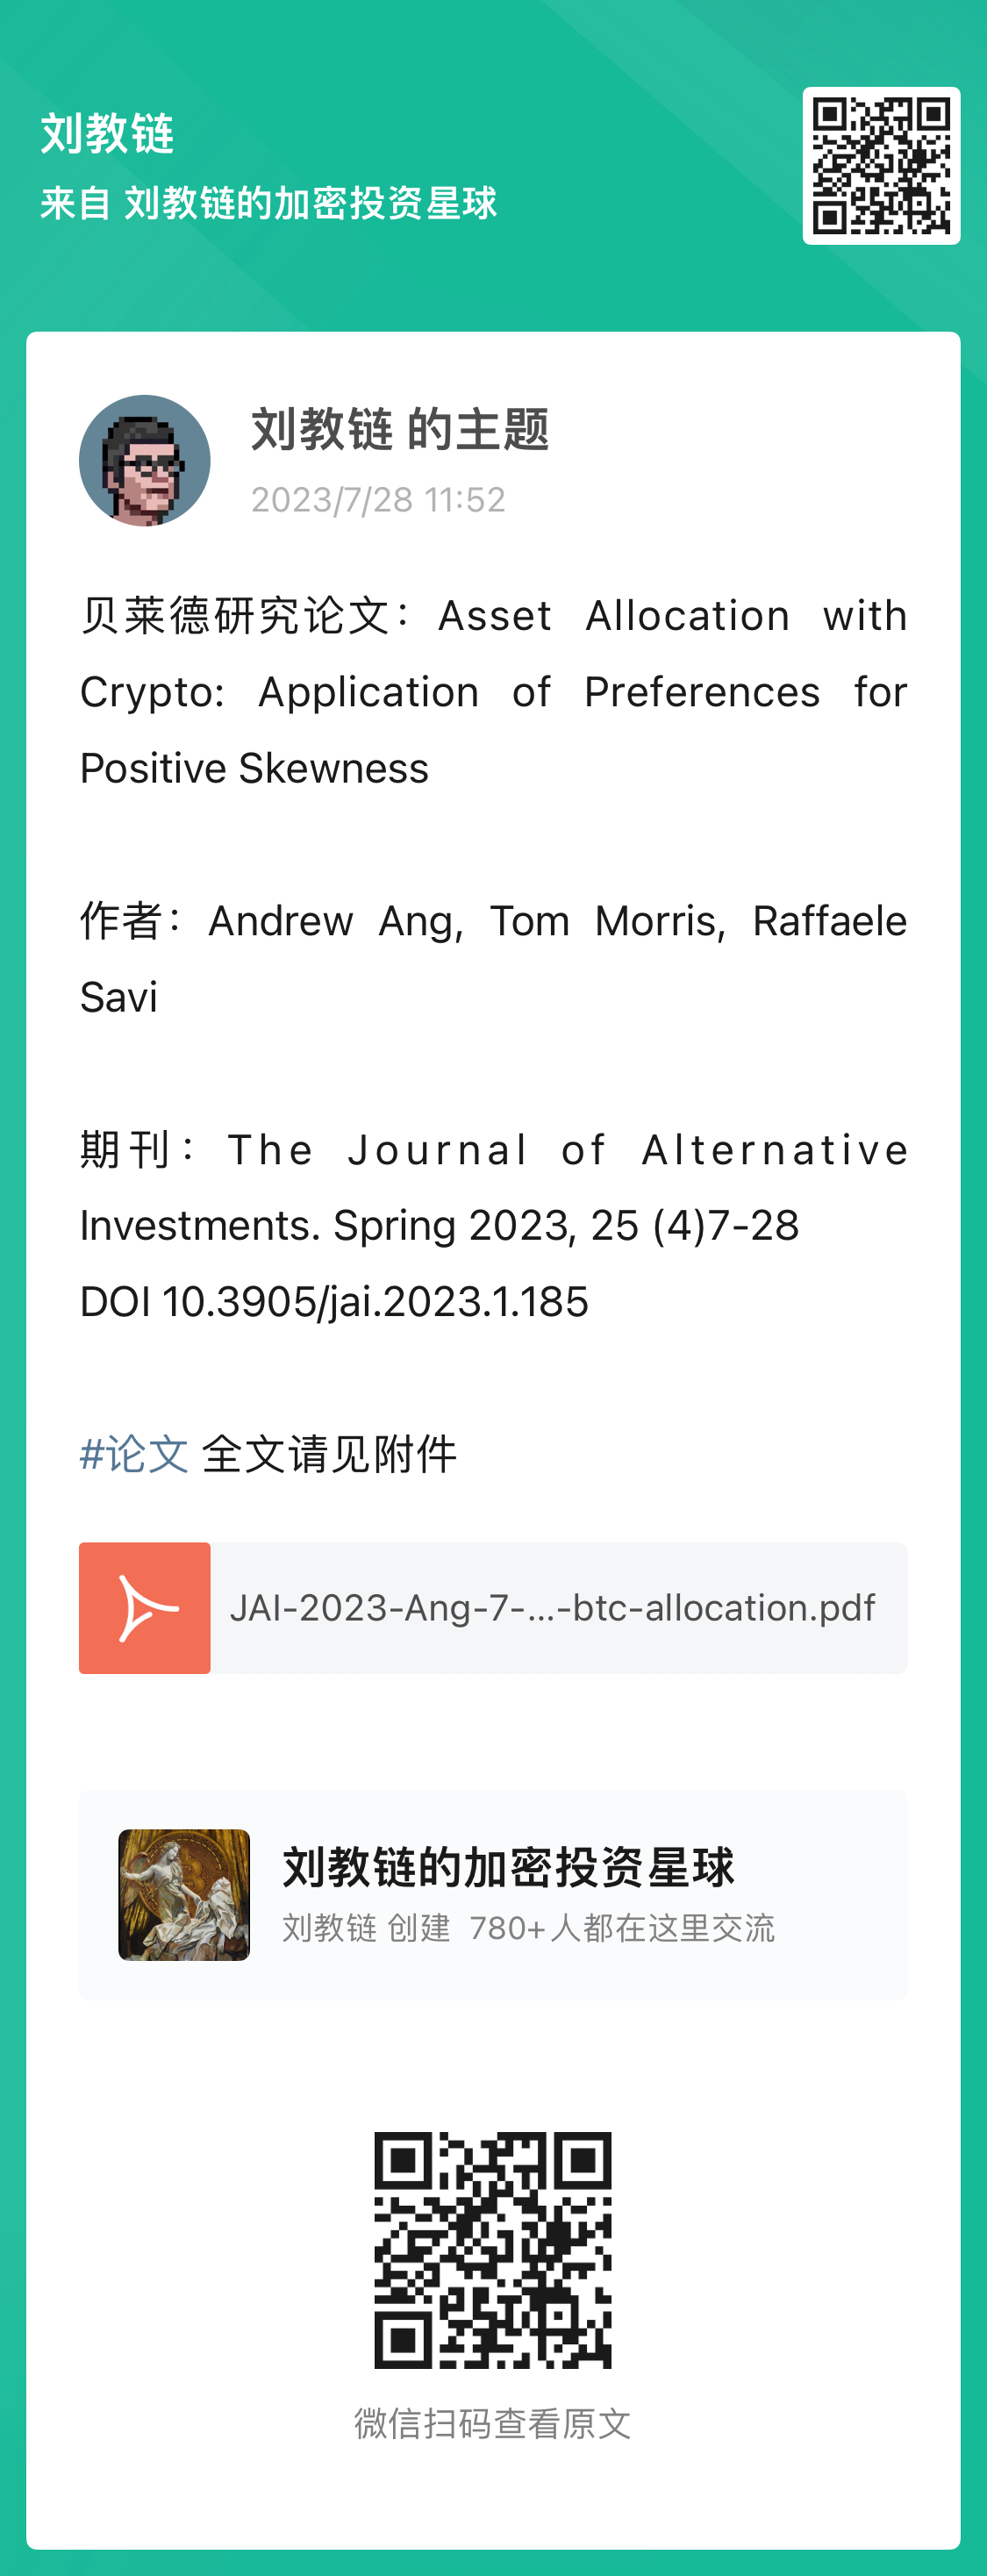 刘教链
来自 刘教链的加密投资星球
刘教链 的主题
2023/7/28 11:52
贝莱德研究论文：Asset Allocation with
Crypto: Application of Preferences for
Positive Skewness
作者：Andrew Ang, Tom Morris, Raffaele
Savi
期刊：The Journal of Alternative
Investments. Spring 2023, 25 (4)7-28
DOI 10.3905/jai.2023.1.185
#论文 全文请见附件
JAI-2023-Ang-7-...-btc-allocation.pdf
刘教链的加密投资星球
刘教链 创建 780+人都在这里交流
微信扫码查看原文